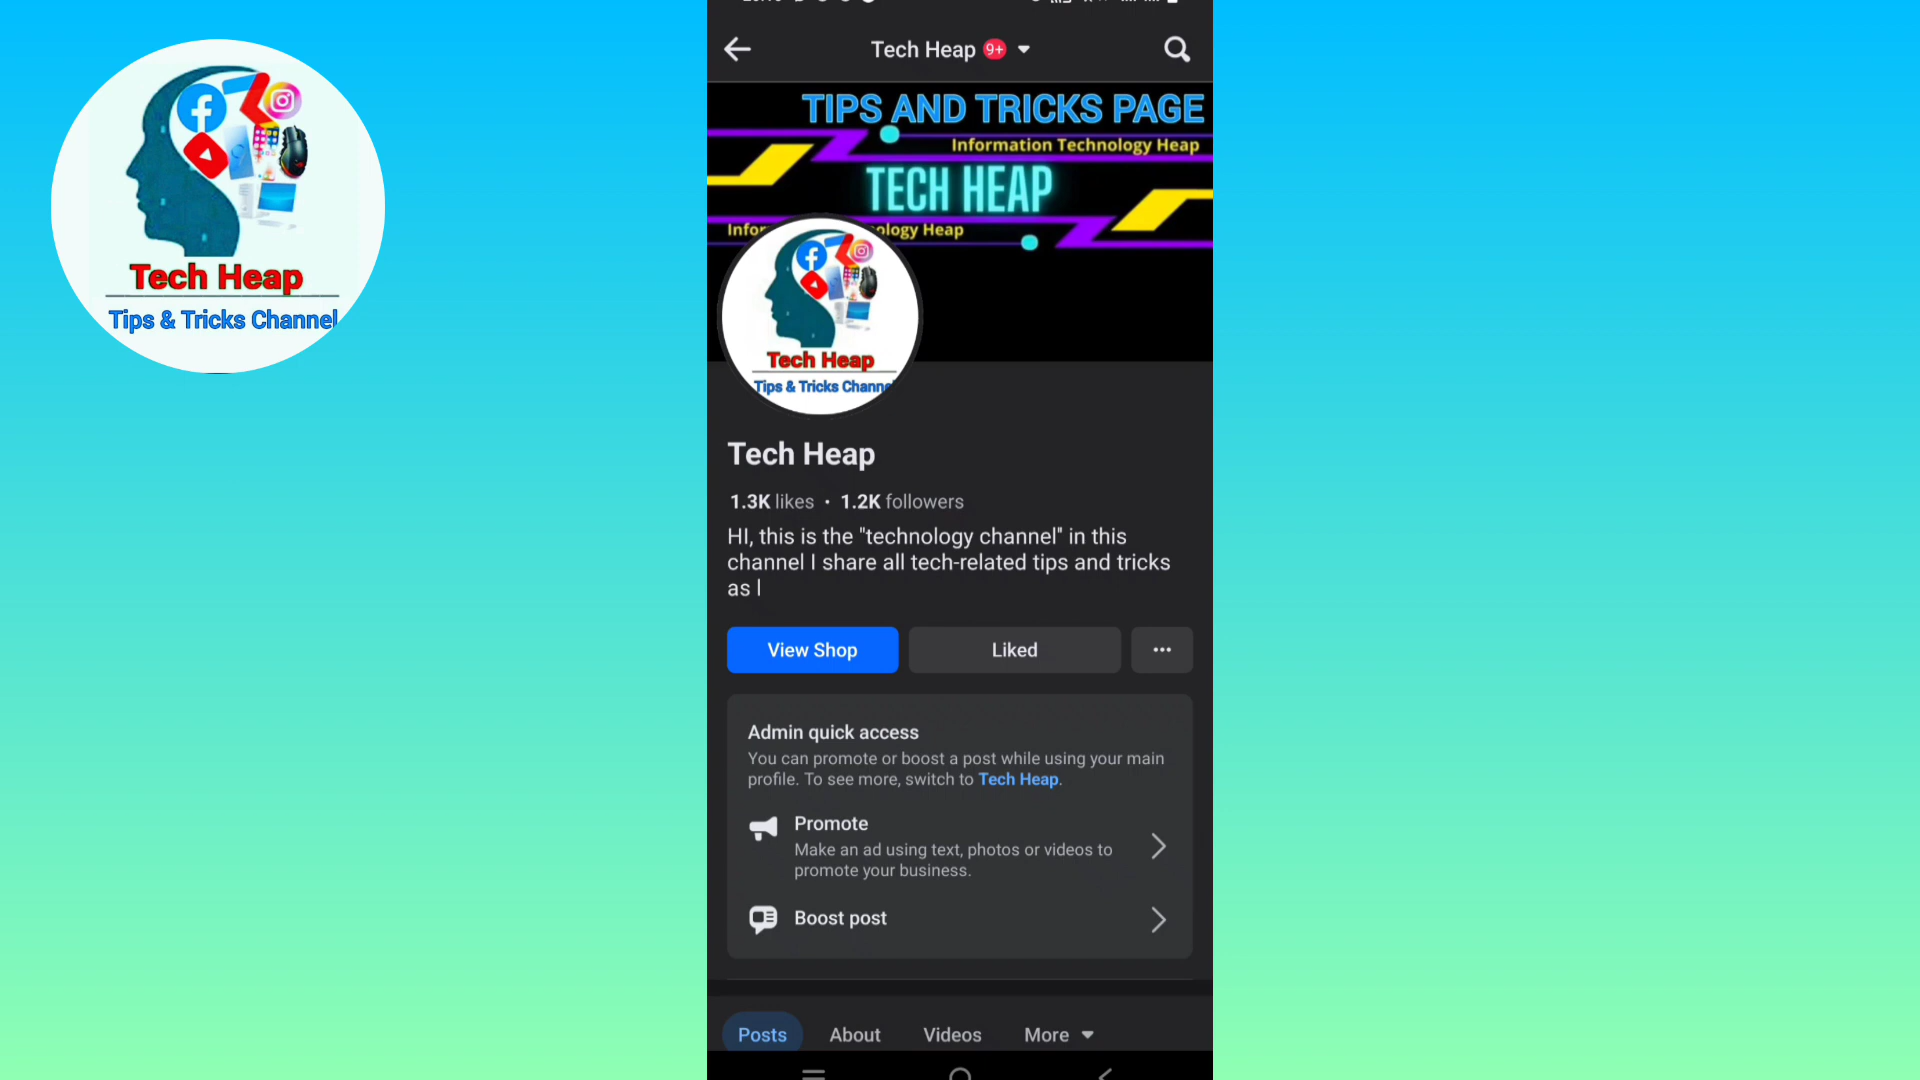 Tech Heap
Tips & Tricks Channel
Tech Heap 9+
TIPS AND TRICKS PAGE
Information Technology Heap
TECH HEAP
Infor ology Heap
Tech Heap
Tips & Tricks Channe
Tech Heap
1.3K likes • 1.2K followers
HI, this is the "technology channel" in this
channel I share all tech-related tips and tricks
as l
View Shop
Liked
Admin quick access
You can promote or boost a post while using your main
profile. To see more, switch to Tech Heap.
Promote
Make an ad using text, photos or videos to
promote your business.
Boost post
Posts
About
Videos
More